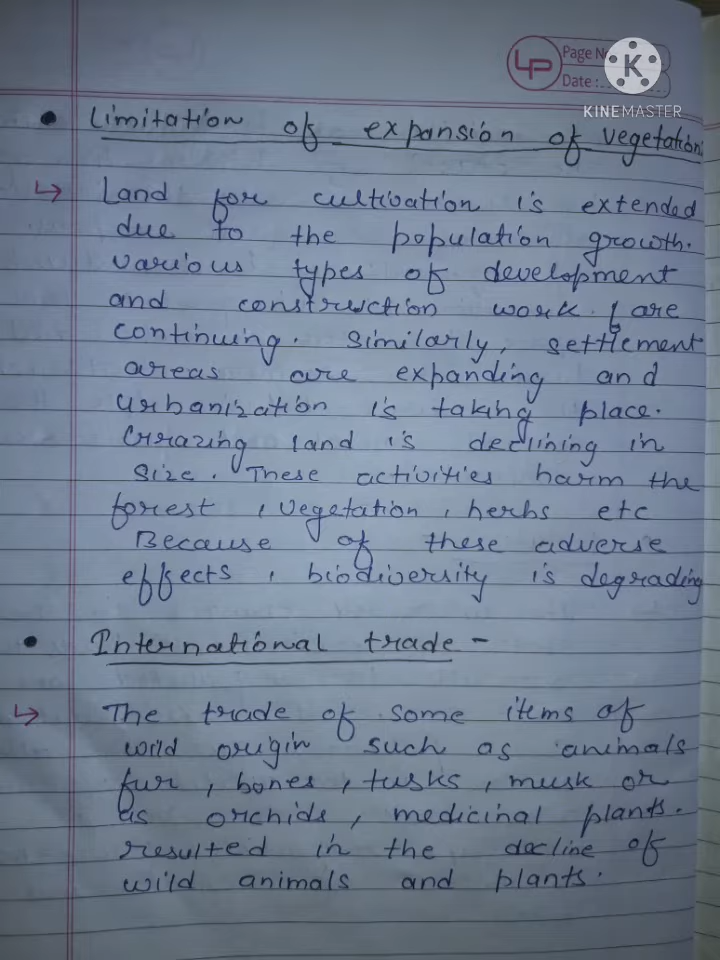 LP
Page N
Date :
K
KINEMASTER
• Limitation of expansion of vegetation
↳ Land for cultivation is extended
due to the population growth.
various types of development
and construction work are
continuing. Similarly, settlement
areas are expanding and
urbanization is taking place.
Grazing land is declining in
size. These activities harm the
forest, vegetation, herbs etc
Because of these adverse
effects, biodiversity is degrading
• International trade -
↳ The trade of some items of
wild origin such as animals
fur, bones, tusks, musk or
as orchids, medicinal plants.
resulted in the decline of
wild animals and plants.